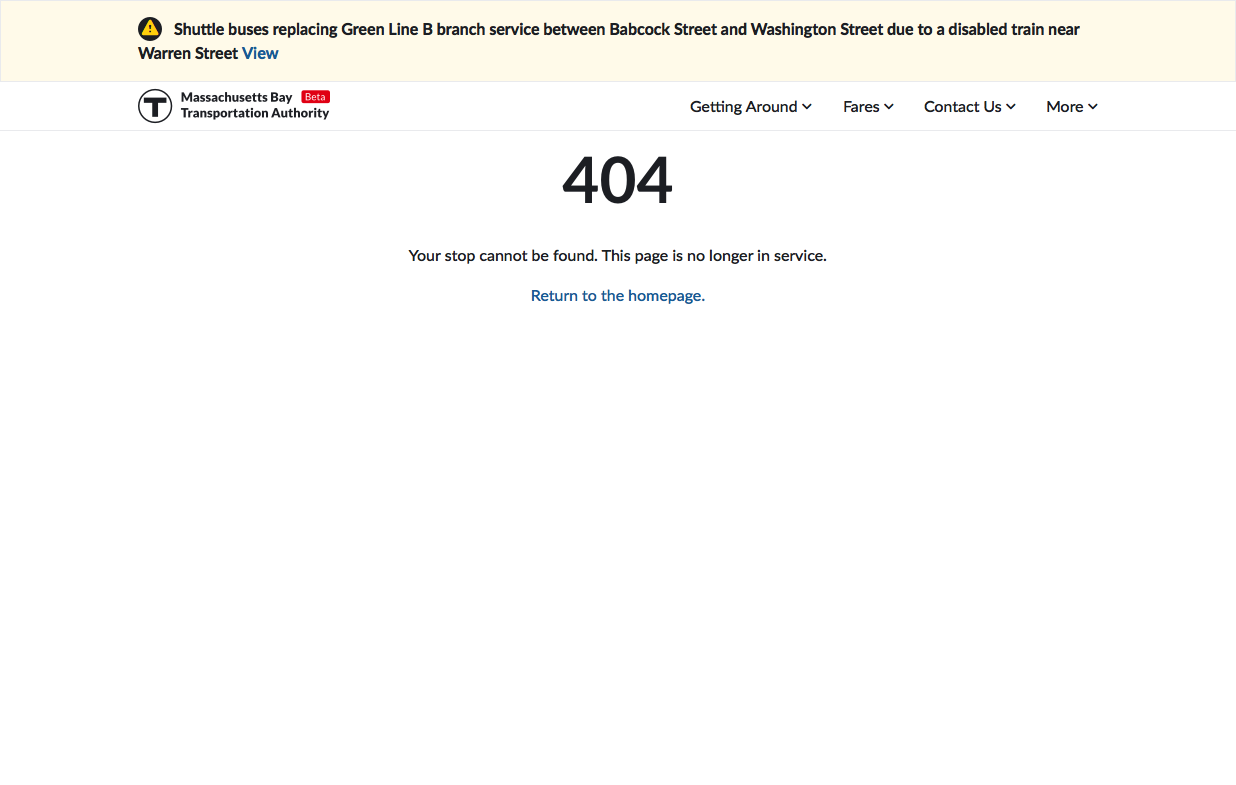 Shuttle buses replacing Green Line B branch service between Babcock Street and Washington Street due to a disabled train near
Warren Street View
T
Massachusetts Bay Beta
Transportation Authority
Getting Around Fares Contact Us More
404
Your stop cannot be found. This page is no longer in service.
Return to the homepage.